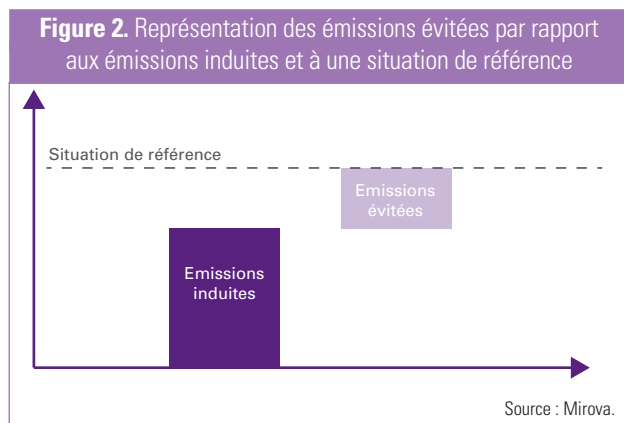 Figure 2. Représentation des émissions évitées par rapport
aux émissions induites et à une situation de référence
Situation de référence
Emissions
évitées
Emissions
induites
Source : Mirova.